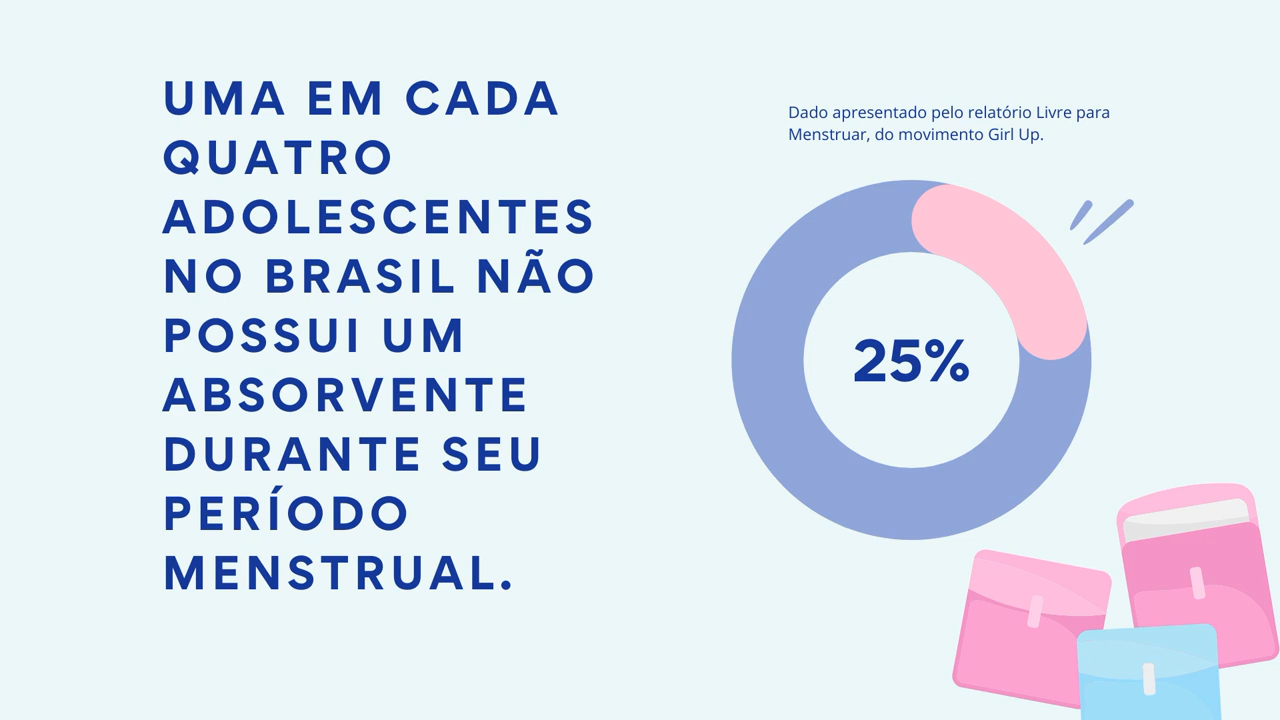 UMA EM CADA
QUATRO
ADOLESCENTES
NO BRASIL NÃO
POSSUI UM
ABSORVENTE
DURANTE SEU
PERÍODO
MENSTRUAL.
Dado apresentado pelo relatório Livre para
Menstruar, do movimento Girl Up.
25%